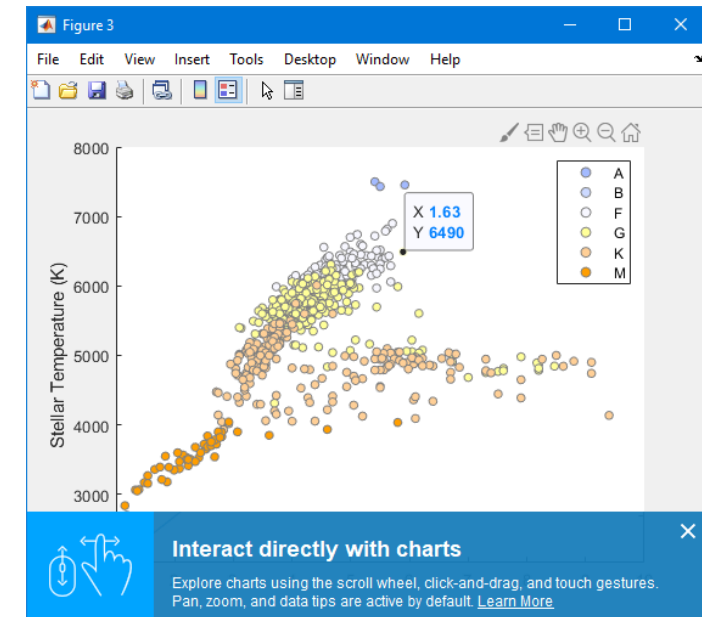 Figure 3
File Edit View Insert Tools Desktop Window Help
8000
7000
6000
5000
4000
3000
Stellar Temperature (K)
X 1.63
Y 6490
A
B
F
G
K
M
Interact directly with charts
Explore charts using the scroll wheel, click-and-drag, and touch gestures.
Pan, zoom, and data tips are active by default. Learn More